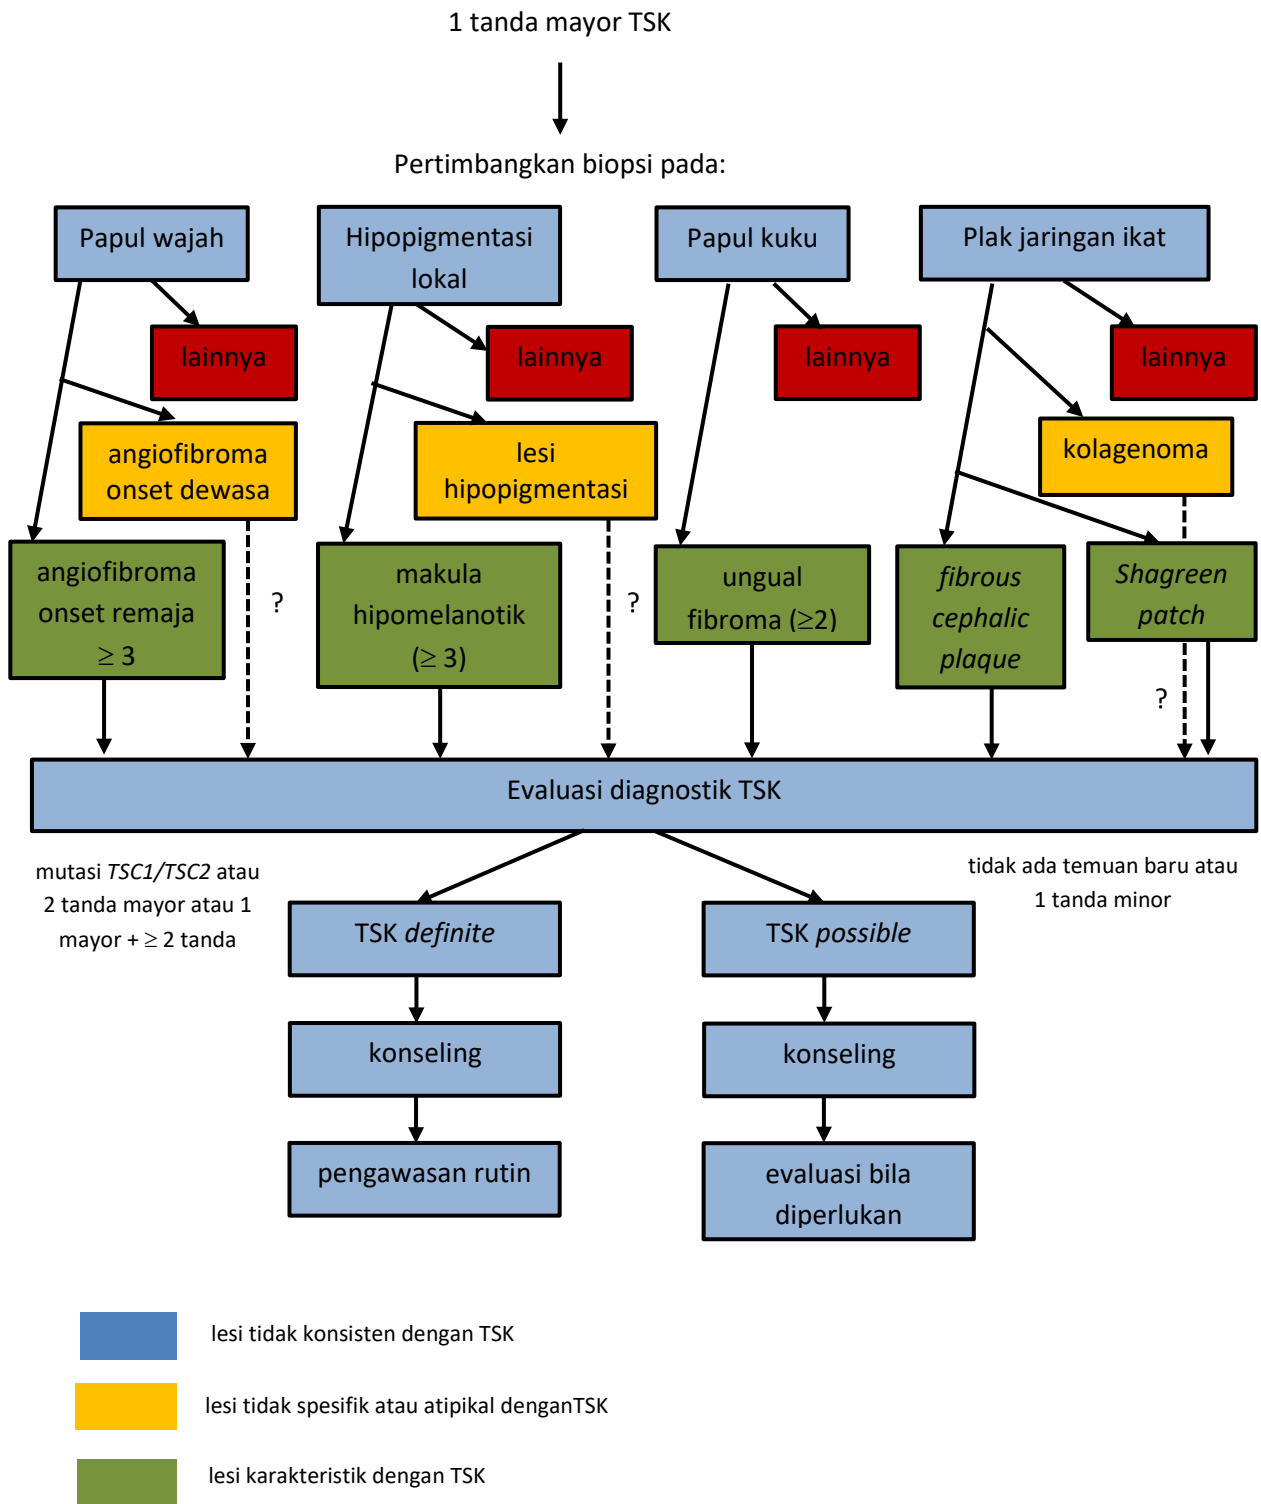 1 tanda mayor TSK
Pertimbangkan biopsi pada:
Papul wajah
Hipopigmentasi
lokal
Papul kuku
Plak jaringan ikat
lainnya
lainnya
lainnya
lainnya
angiofibroma
onset dewasa
lesi
hipopigmentasi
kolagenoma
angiofibroma
onset remaja
≥ 3
?
makula
hipomelanotik
(≥ 3)
?
ungual
fibroma (≥2)
fibrous
cephalic
plaque
Shagreen
patch
?
Evaluasi diagnostik TSK
mutasi TSC1/TSC2 atau
2 tanda mayor atau 1
mayor + ≥ 2 tanda
tidak ada temuan baru atau
1 tanda minor
TSK definite
TSK possible
konseling
konseling
pengawasan rutin
evaluasi bila
diperlukan
lesi tidak konsisten dengan TSK
lesi tidak spesifik atau atipikal denganTSK
lesi karakteristik dengan TSK